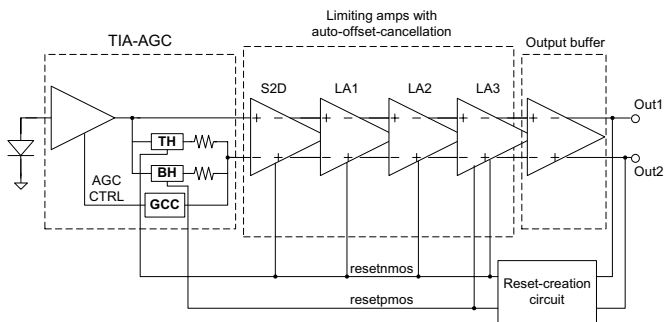 Limiting amps with
auto-offset-cancellation
TIA-AGC
Output buffer
S2D
LA1
LA2
LA3
Out1
+ − + − + − + − + −
TH
− + − + − + − + − +
BH
Out2
AGC
CTRL
GCC
resetnmos
Reset-creation
circuit
resetpmos